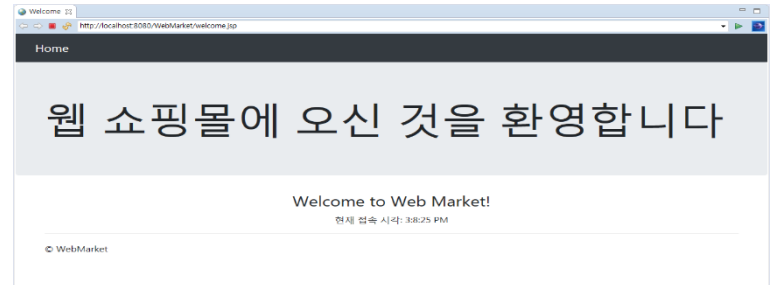 Welcome
http://localhost:8080/WebMarket/welcome.jsp
Home
웹 쇼핑몰에 오신 것을 환영합니다
Welcome to Web Market!
현재 접속 시각: 3:8:25 PM
© WebMarket